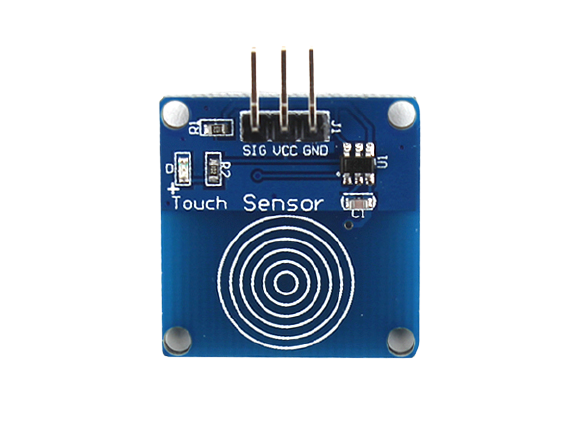 R1
J1
SIG VCC GND
U1
D
R2
+
Touch Sensor
C1